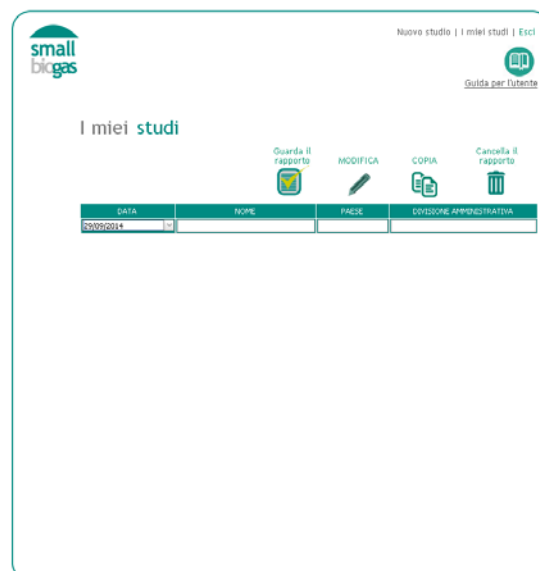 Nuovo studio | I miei studi | Esci
small
biogas
Guida per l'utente
I miei studi
Guarda il
rapporto
MODIFICA
COPIA
Cancella il
rapporto
DATA NOME PAESE DIVISIONE AMMINISTRATIVA
29/09/2014